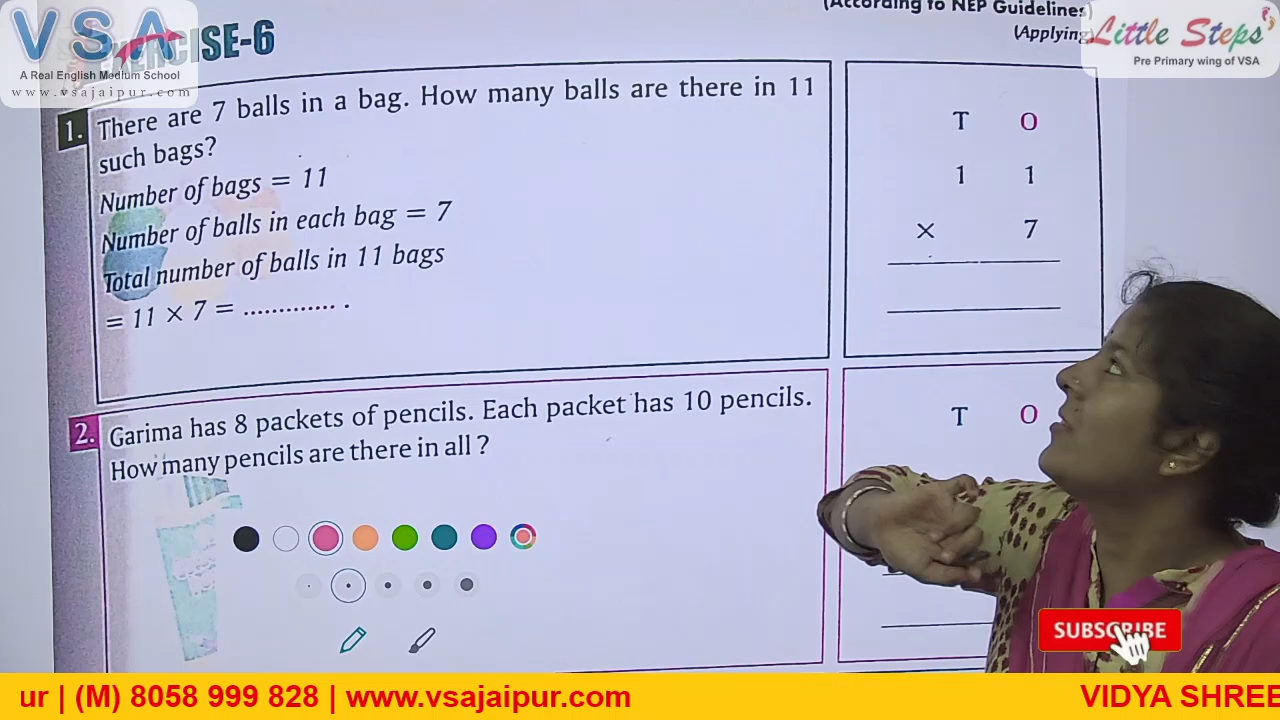 VSA
A Real English Medium School
www.vsajaipur.com
EXERCISE-6
(According to NEP Guidelines)
(Applying)
Little Steps
Pre Primary wing of VSA
1. There are 7 balls in a bag. How many balls are there in 11
such bags?
Number of bags = 11
Number of balls in each bag = 7
Total number of balls in 11 bags
= 11 × 7 = ............. .
T O
1 1
× 7
2. Garima has 8 packets of pencils. Each packet has 10 pencils.
How many pencils are there in all ?
T O
SUBSCRIBE
ur | (M) 8058 999 828 | www.vsajaipur.com
VIDYA SHREE